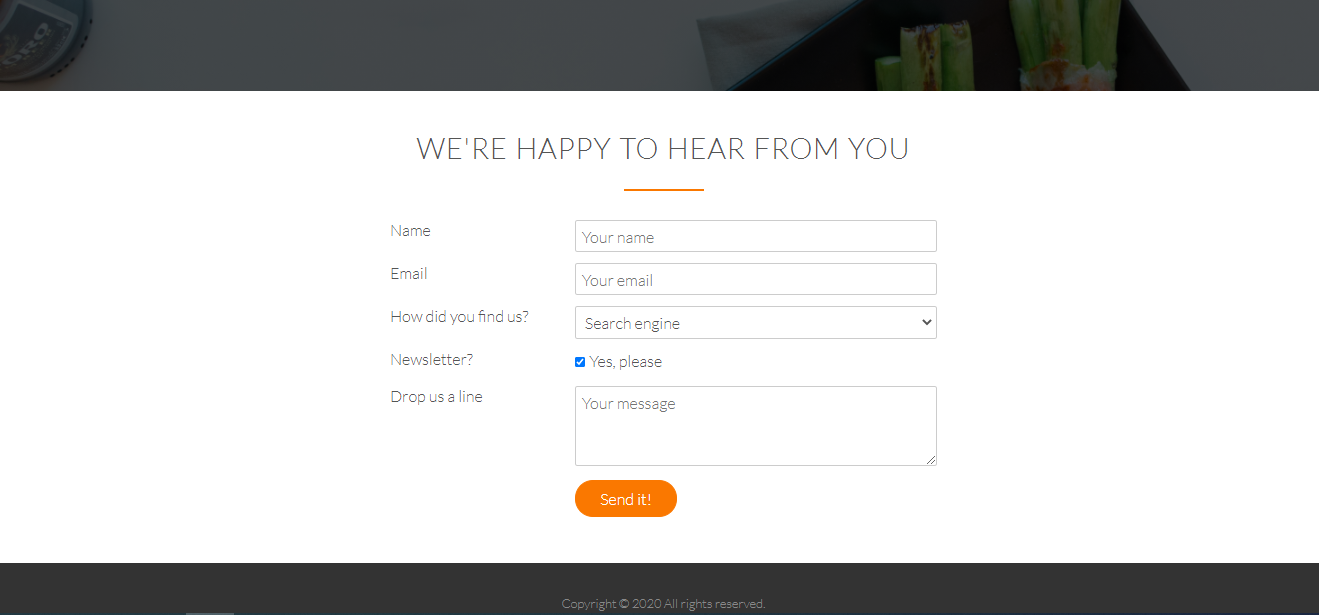 WE'RE HAPPY TO HEAR FROM YOU
Name
Your name
Email
Your email
How did you find us?
Search engine
Newsletter?
Yes, please
Drop us a line
Your message
Send it!
Copyright © 2020 All rights reserved.